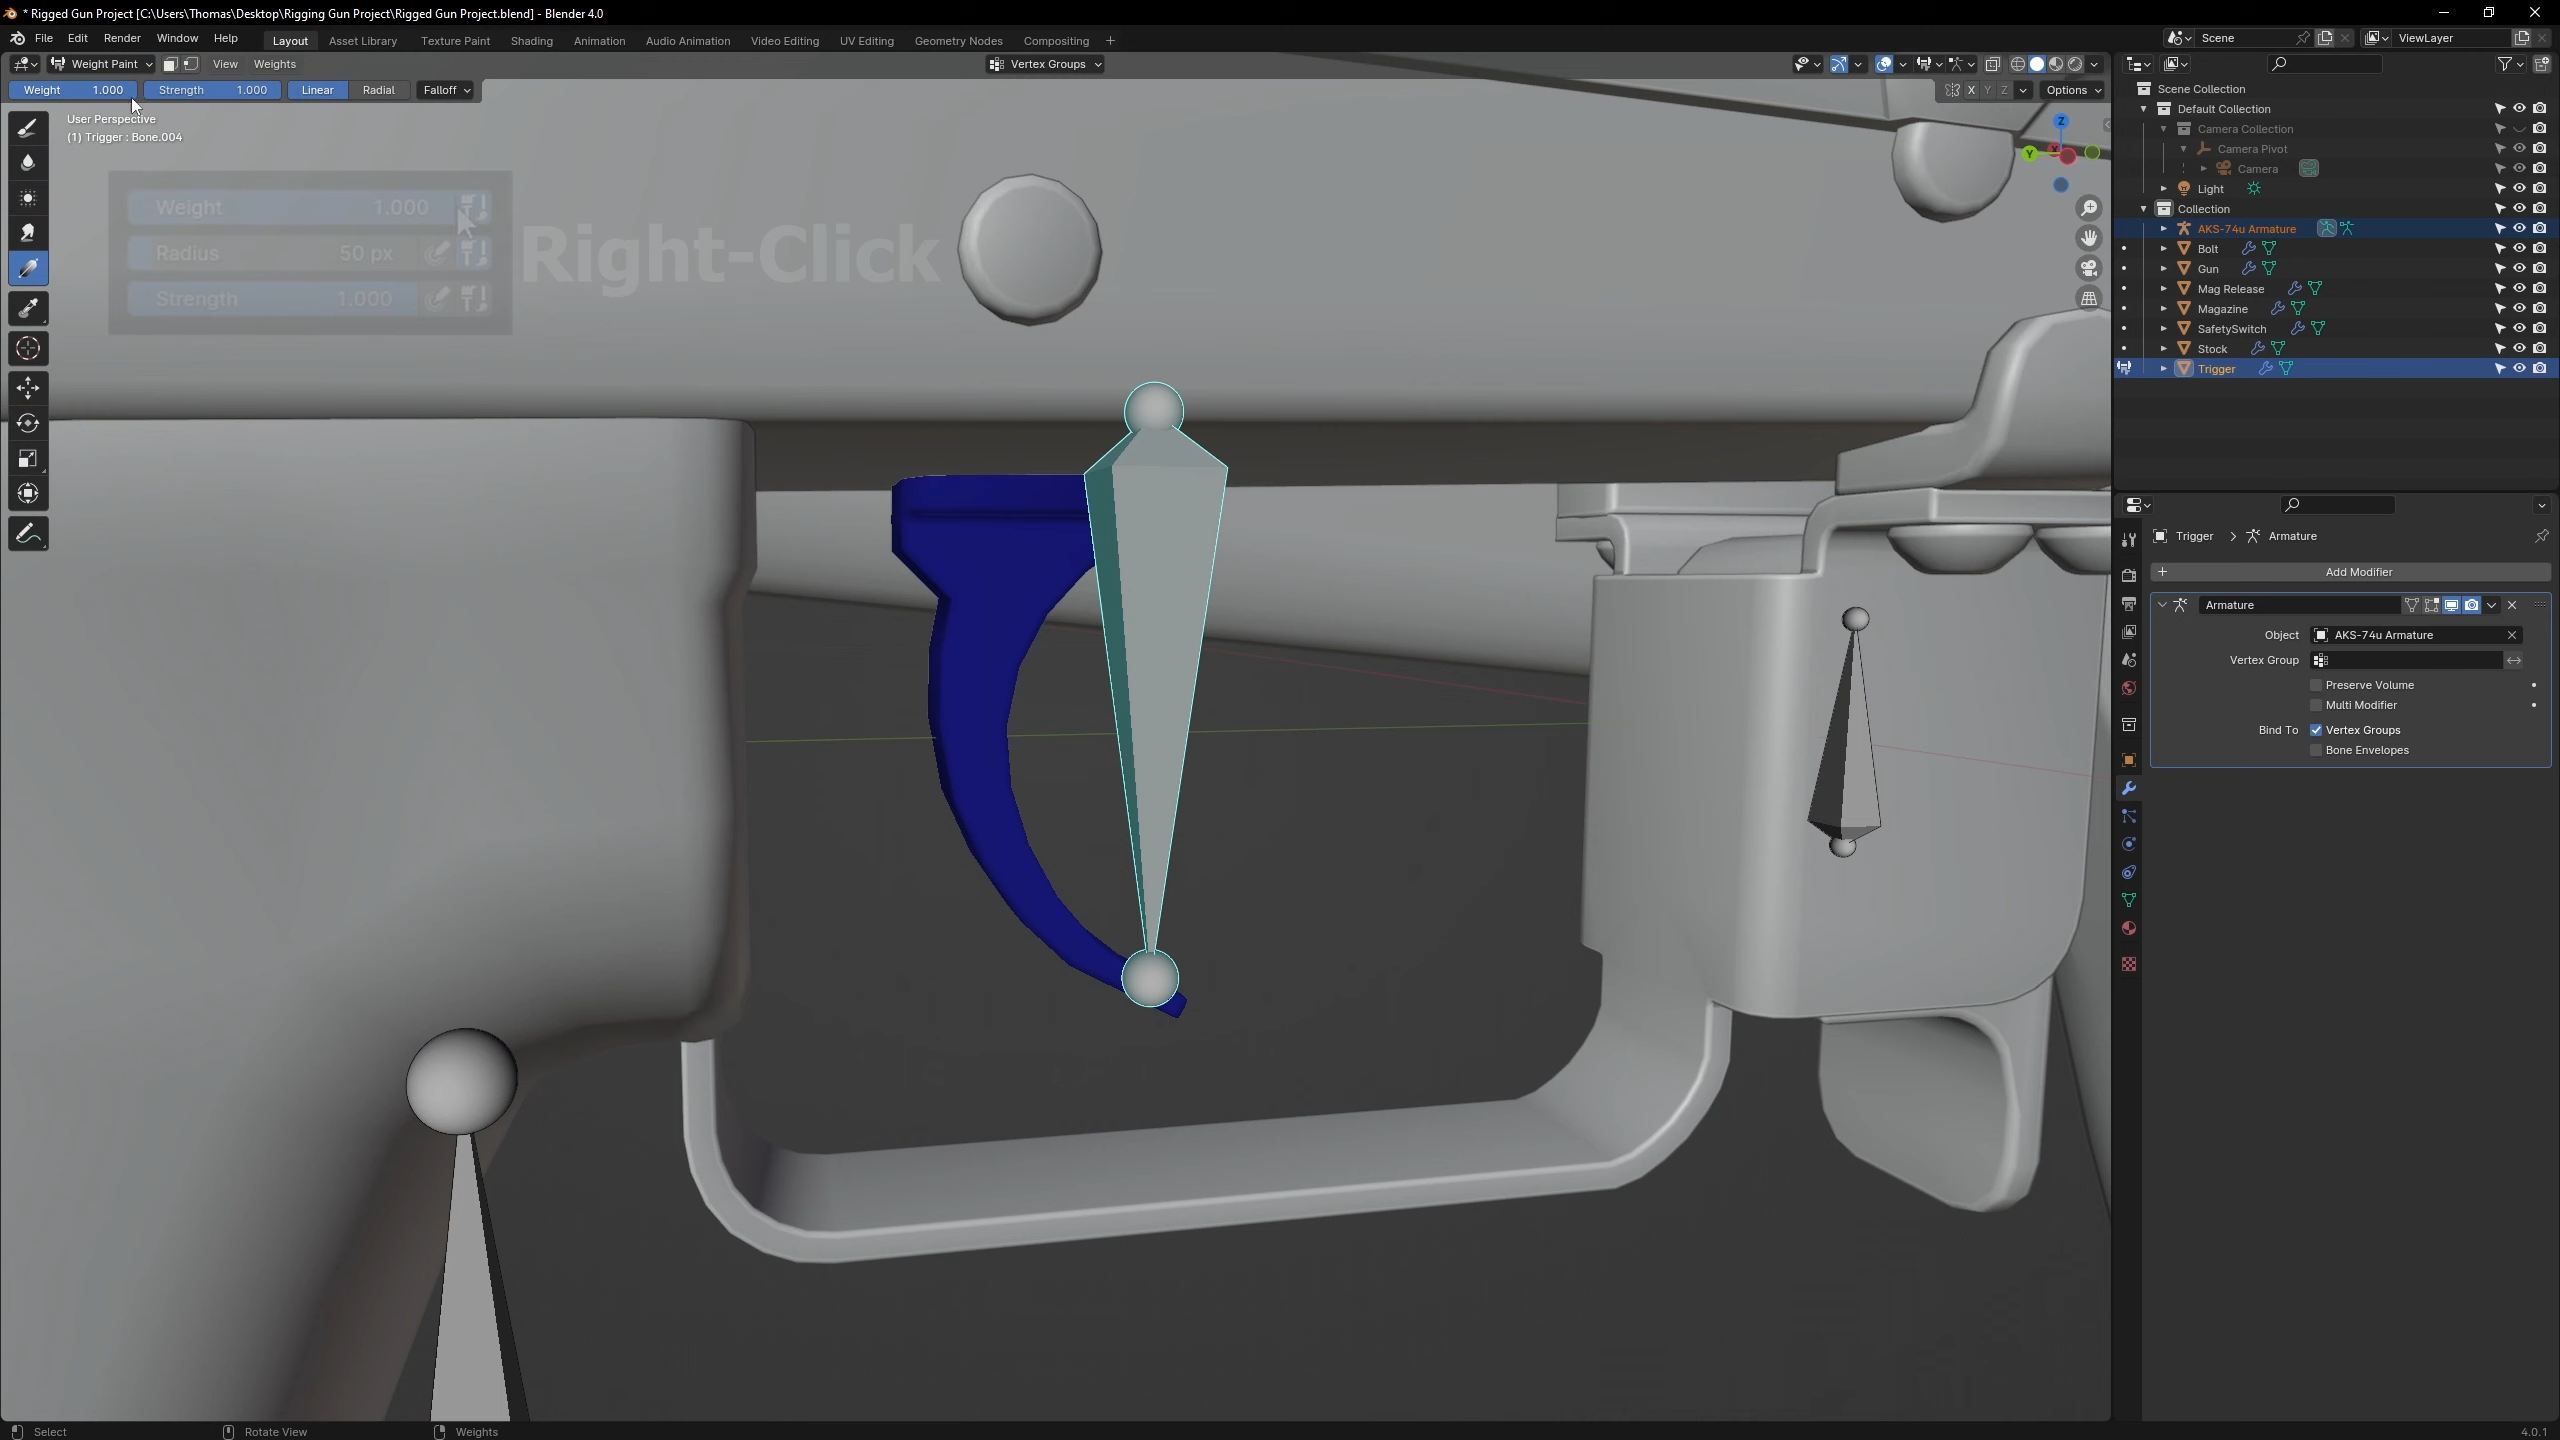 * Rigged Gun Project [C:\Users\Thomas\Desktop\Rigging Gun Project\Rigged Gun Project.blend] - Blender 4.0
File Edit Render Window Help Layout Asset Library Texture Paint Shading Animation Audio Animation Video Editing UV Editing Geometry Nodes Compositing + Scene ViewLayer
Weight Paint View Weights Vertex Groups
Weight 1.000 Strength 1.000 Linear Radial Falloff X Y Z Options
User Perspective
(1) Trigger : Bone.004
Weight 1.000
Radius 50 px
Strength 1.000
Right-Click
Z
Y
X
Scene Collection
Default Collection
Camera Collection
Camera Pivot
Camera
Light
Collection
AKS-74u Armature
Bolt
Gun
Mag Release
Magazine
SafetySwitch
Stock
Trigger
Trigger > Armature
+ Add Modifier
Armature
Object AKS-74u Armature
Vertex Group
Preserve Volume
Multi Modifier
Bind To Vertex Groups
Bone Envelopes
Select Rotate View Weights 4.0.1